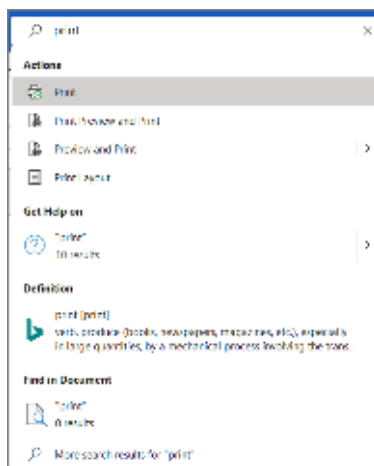 print
Actions
Print
Print Preview and Print
Preview and Print
Print Layout
Get Help on
"print"
10 results
Definition
print [print]
verb. produce (books, newspapers, magazines, etc.), especially
in large quantities, by a mechanical process involving the trans...
Find in Document
"print"
0 results
More search results for "print"